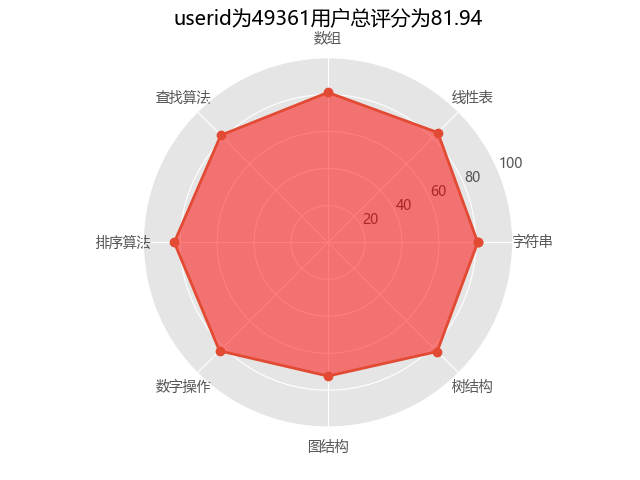 userid为49361用户总评分为81.94
数组
查找算法
线性表
100
80
60
40
20
排序算法
字符串
数字操作
树结构
图结构